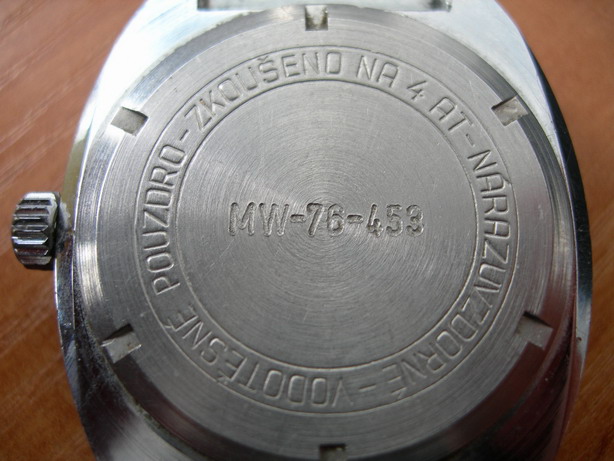 VODOTĚSNÉ POUZDRO - ZKOUŠENO NA 4 AT - NÁRAZUVZDORNÉ -
MW-76-453